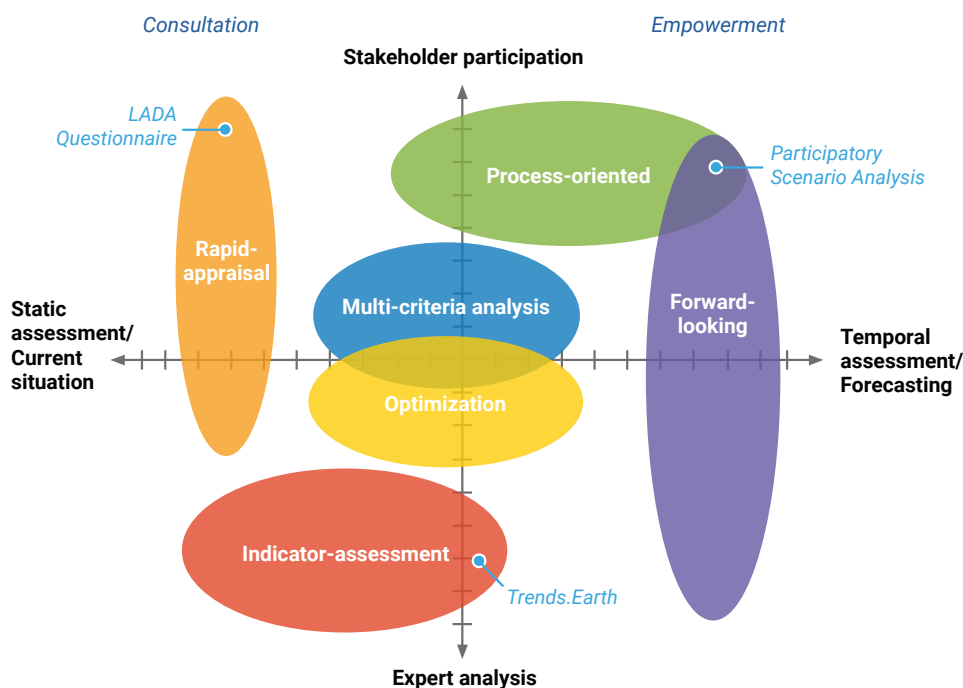 Consultation
Empowerment
Stakeholder participation
LADA
Questionnaire
Process-oriented
Participatory
Scenario Analysis
Rapid-
appraisal
Multi-criteria analysis
Forward-
looking
Static
assessment/
Current
situation
Temporal
assessment/
Forecasting
Optimization
Indicator-assessment
Trends.Earth
Expert analysis